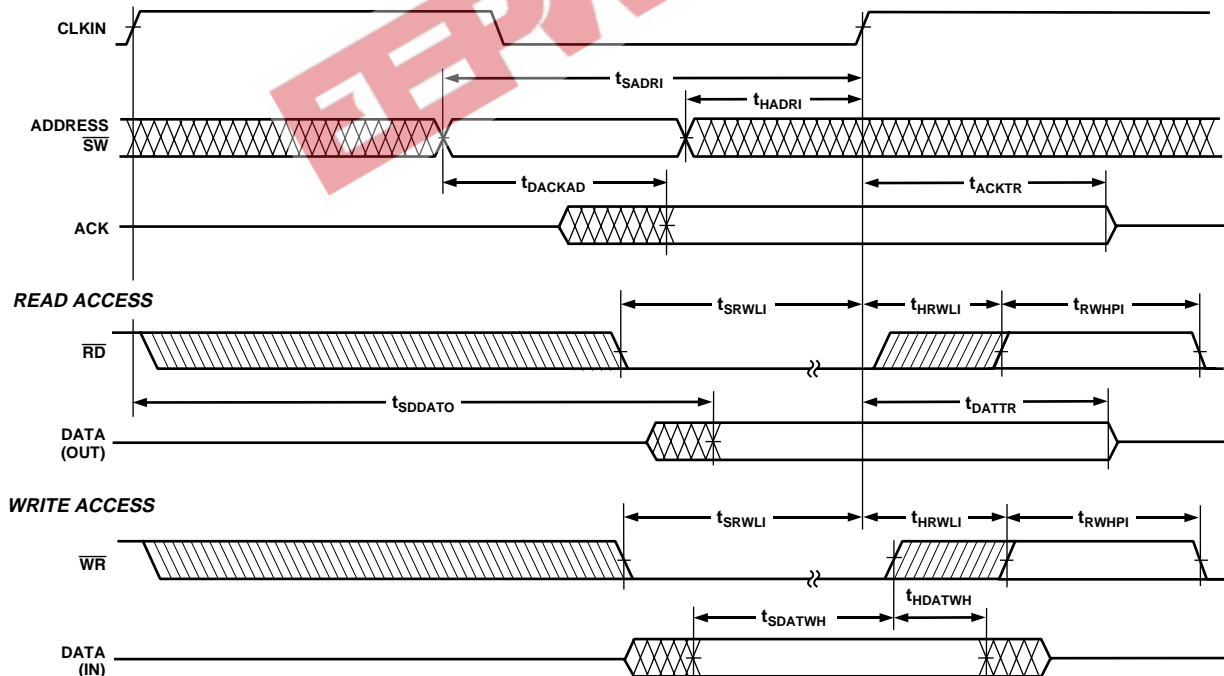 CLKIN
tSADRI
tHADRI
ADDRESS
SW
tDACKAD
tACKTR
ACK
READ ACCESS
tSRWLI
tHRWLI
tRWHPI
RD
tSDDATO
tDATTR
DATA
(OUT)
WRITE ACCESS
tSRWLI
tHRWLI
tRWHPI
WR
tHDATWH
tSDATWH
DATA
(IN)